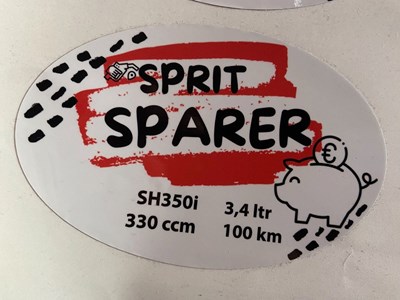 SPRIT
SPARER
€
SH350i 3,4 ltr
330 ccm 100 km